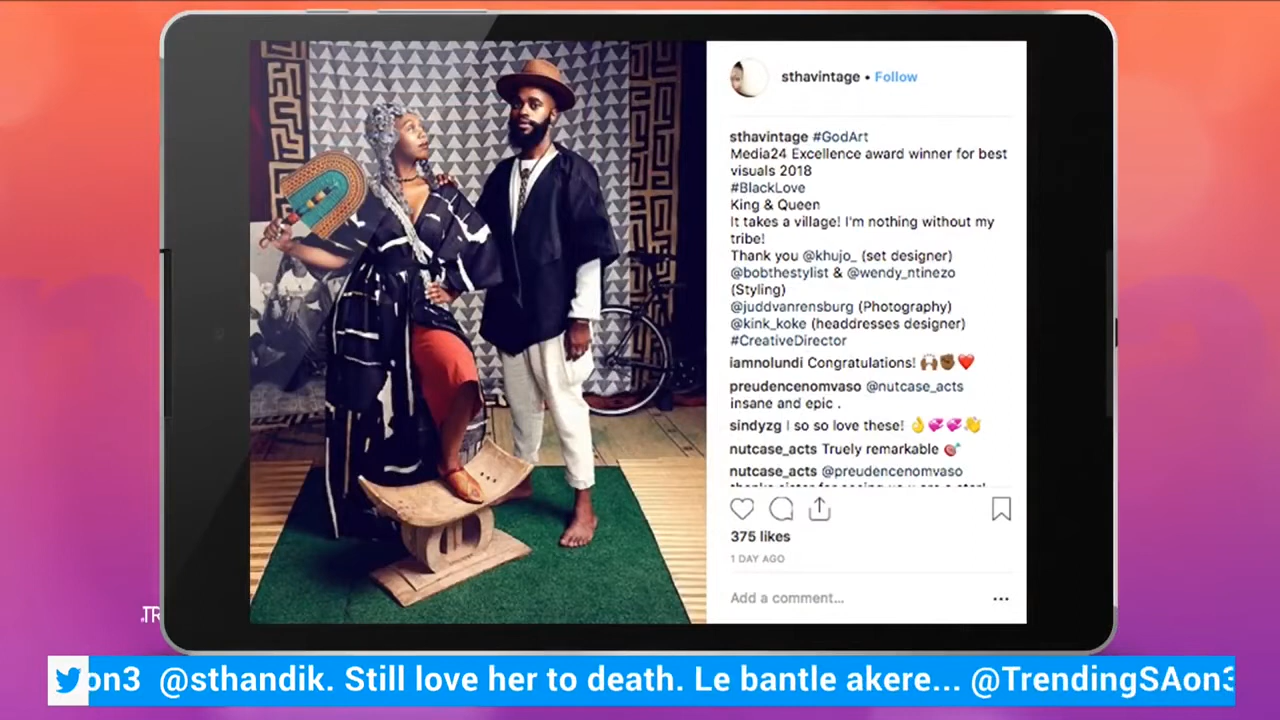 sthavintage • Follow
sthavintage #GodArt
Media24 Excellence award winner for best
visuals 2018
#BlackLove
King & Queen
It takes a village! I'm nothing without my
tribe!
Thank you @khujo_ (set designer)
@bobthestylist & @wendy_ntinezo
(Styling)
@juddvanrensburg (Photography)
@kink_koke (headdresses designer)
#CreativeDirector
iamnolundi Congratulations! 🙌🏾✊🏾❤️
preudencenomvaso @nutcase_acts
insane and epic .
sindyzg I so so love these! 👌💞💞👏
nutcase_acts Truely remarkable 🎯
nutcase_acts @preudencenomvaso
375 likes
1 DAY AGO
Add a comment...
.TR
on3 @sthandik. Still love her to death. Le bantle akere... @TrendingSAon3